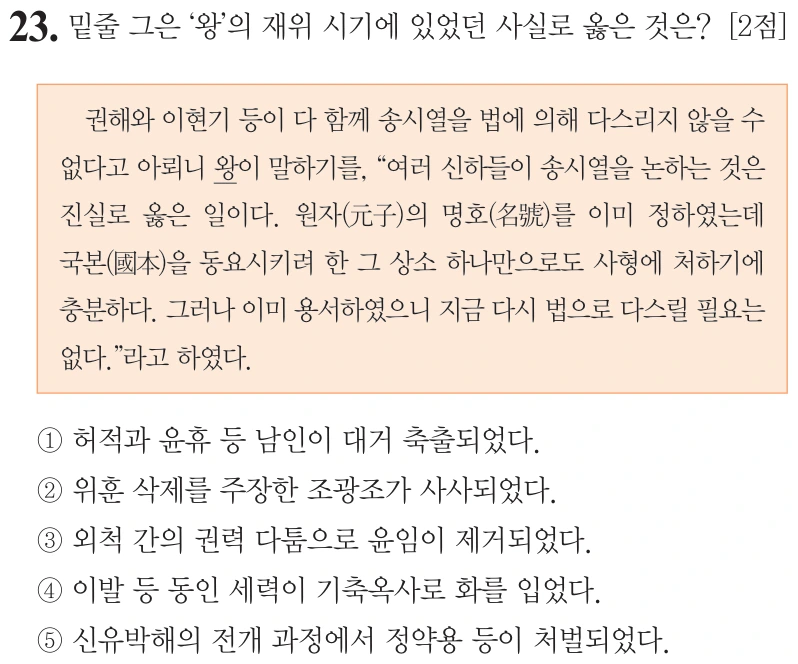 23. 밑줄 그은 ‘왕’의 재위 시기에 있었던 사실로 옳은 것은? [2점]
권해와 이현기 등이 다 함께 송시열을 법에 의해 다스리지 않을 수
없다고 아뢰니 왕이 말하기를, “여러 신하들이 송시열을 논하는 것은
진실로 옳은 일이다. 원자(元子)의 명호(名號)를 이미 정하였는데
국본(國本)을 동요시키려 한 그 상소 하나만으로도 사형에 처하기에
충분하다. 그러나 이미 용서하였으니 지금 다시 법으로 다스릴 필요는
없다.”라고 하였다.
① 허적과 윤휴 등 남인이 대거 축출되었다.
② 위훈 삭제를 주장한 조광조가 사사되었다.
③ 외척 간의 권력 다툼으로 윤임이 제거되었다.
④ 이발 등 동인 세력이 기축옥사로 화를 입었다.
⑤ 신유박해의 전개 과정에서 정약용 등이 처벌되었다.